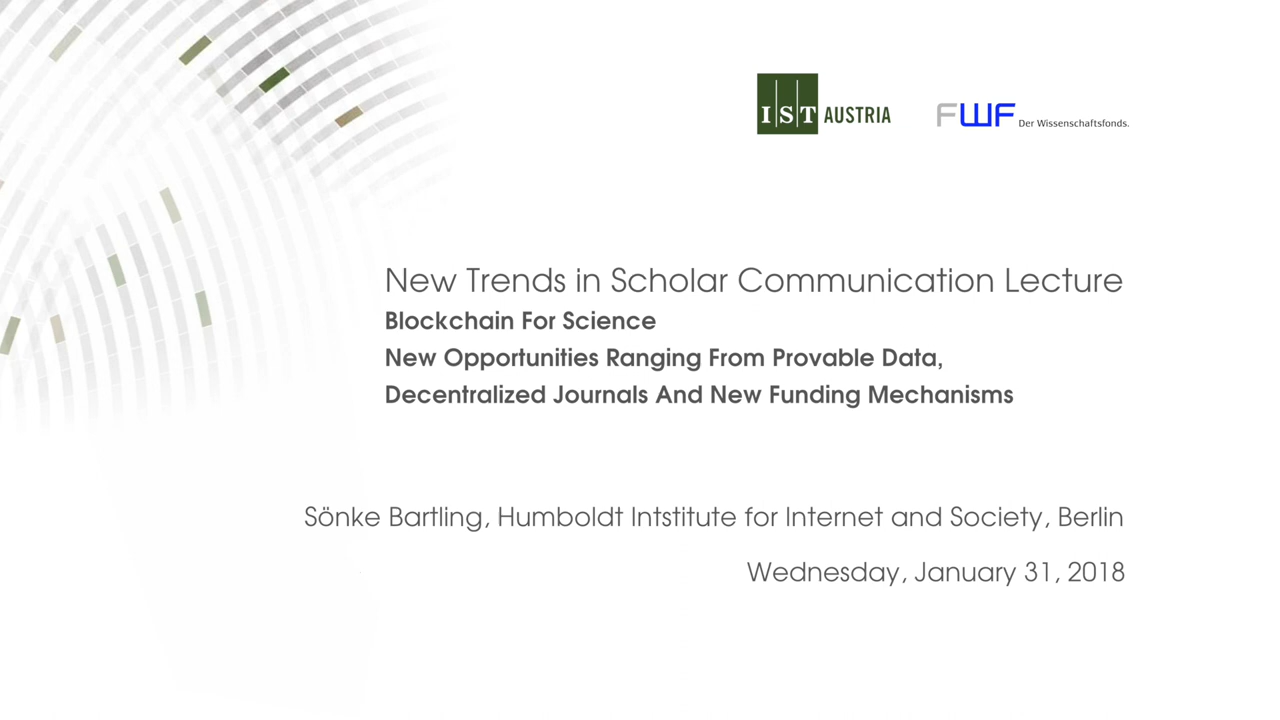 IST AUSTRIA
FWF Der Wissenschaftsfonds.
New Trends in Scholar Communication Lecture
Blockchain For Science
New Opportunities Ranging From Provable Data,
Decentralized Journals And New Funding Mechanisms
Sönke Bartling, Humboldt Intstitute for Internet and Society, Berlin
Wednesday, January 31, 2018